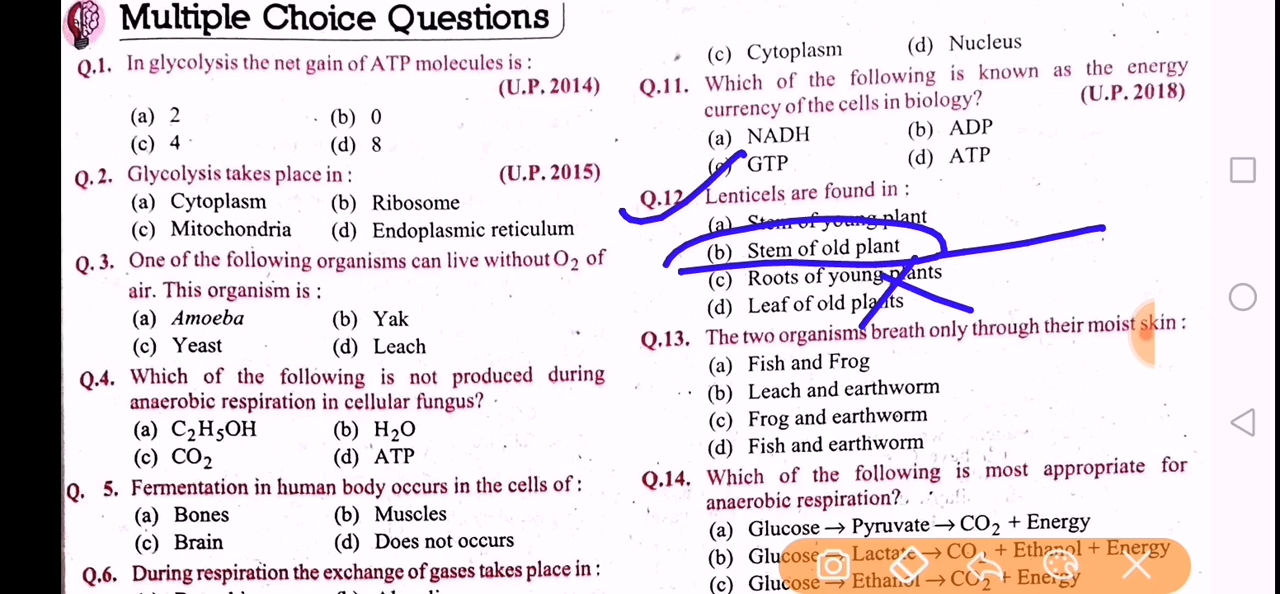 Multiple Choice Questions
Q.1. In glycolysis the net gain of ATP molecules is :
(U.P. 2014)
(a) 2 (b) 0
(c) 4 (d) 8
Q.2. Glycolysis takes place in : (U.P. 2015)
(a) Cytoplasm (b) Ribosome
(c) Mitochondria (d) Endoplasmic reticulum
Q.3. One of the following organisms can live without O₂ of
air. This organism is :
(a) Amoeba (b) Yak
(c) Yeast (d) Leach
Q.4. Which of the following is not produced during
anaerobic respiration in cellular fungus?
(a) C₂H₅OH (b) H₂O
(c) CO₂ (d) ATP
Q. 5. Fermentation in human body occurs in the cells of :
(a) Bones (b) Muscles
(c) Brain (d) Does not occurs
Q.6. During respiration the exchange of gases takes place in :
(c) Cytoplasm (d) Nucleus
Q.11. Which of the following is known as the energy
currency of the cells in biology? (U.P. 2018)
(a) NADH (b) ADP
(c) GTP (d) ATP
Q.12. Lenticels are found in :
(a) Stem of young plant
(b) Stem of old plant
(c) Roots of young plants
(d) Leaf of old plants
Q.13. The two organisms breath only through their moist skin :
(a) Fish and Frog
(b) Leach and earthworm
(c) Frog and earthworm
(d) Fish and earthworm
Q.14. Which of the following is most appropriate for
anaerobic respiration?
(a) Glucose → Pyruvate → CO₂ + Energy
(b) Glucose → Lactate → CO₂ + Ethanol + Energy
(c) Glucose → Ethanol → CO₂ + Energy